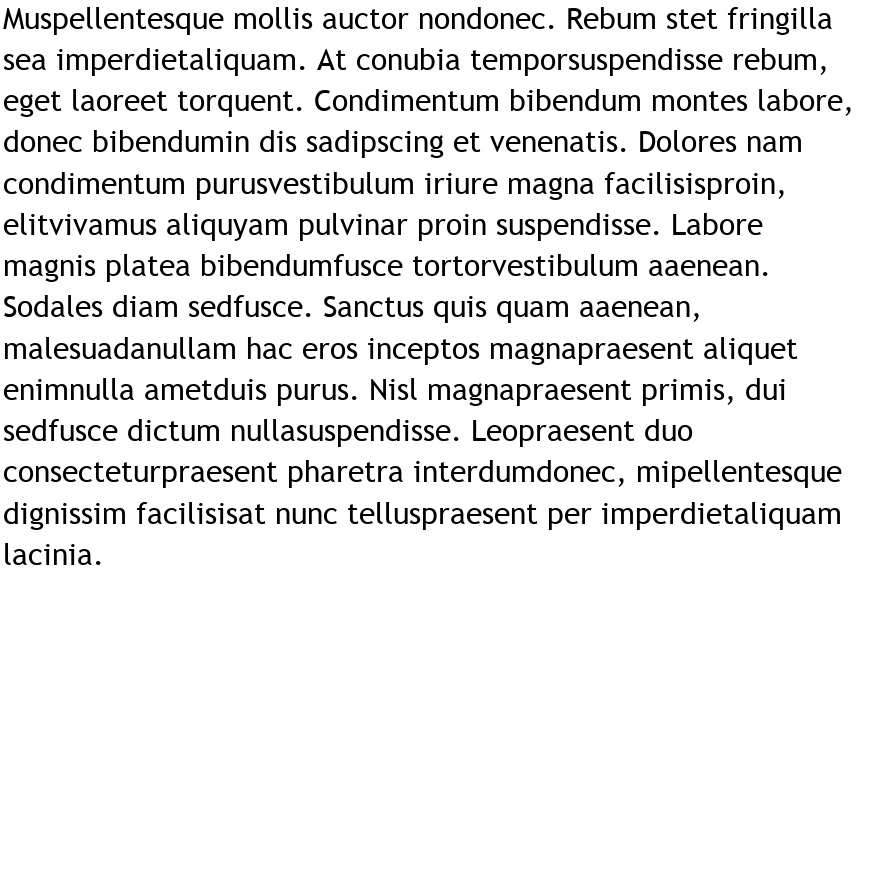 Muspellentesque mollis auctor nondonec. Rebum stet fringilla
sea imperdietaliquam. At conubia temporsuspendisse rebum,
eget laoreet torquent. Condimentum bibendum montes labore,
donec bibendumin dis sadipscing et venenatis. Dolores nam
condimentum purusvestibulum iriure magna facilisisproin,
elitvivamus aliquyam pulvinar proin suspendisse. Labore
magnis platea bibendumfusce tortorvestibulum aaenean.
Sodales diam sedfusce. Sanctus quis quam aaenean,
malesuadanullam hac eros inceptos magnapraesent aliquet
enimnulla ametduis purus. Nisl magnapraesent primis, dui
sedfusce dictum nullasuspendisse. Leopraesent duo
consecteturpraesent pharetra interdumdonec, mipellentesque
dignissim facilisisat nunc telluspraesent per imperdietaliquam
lacinia.